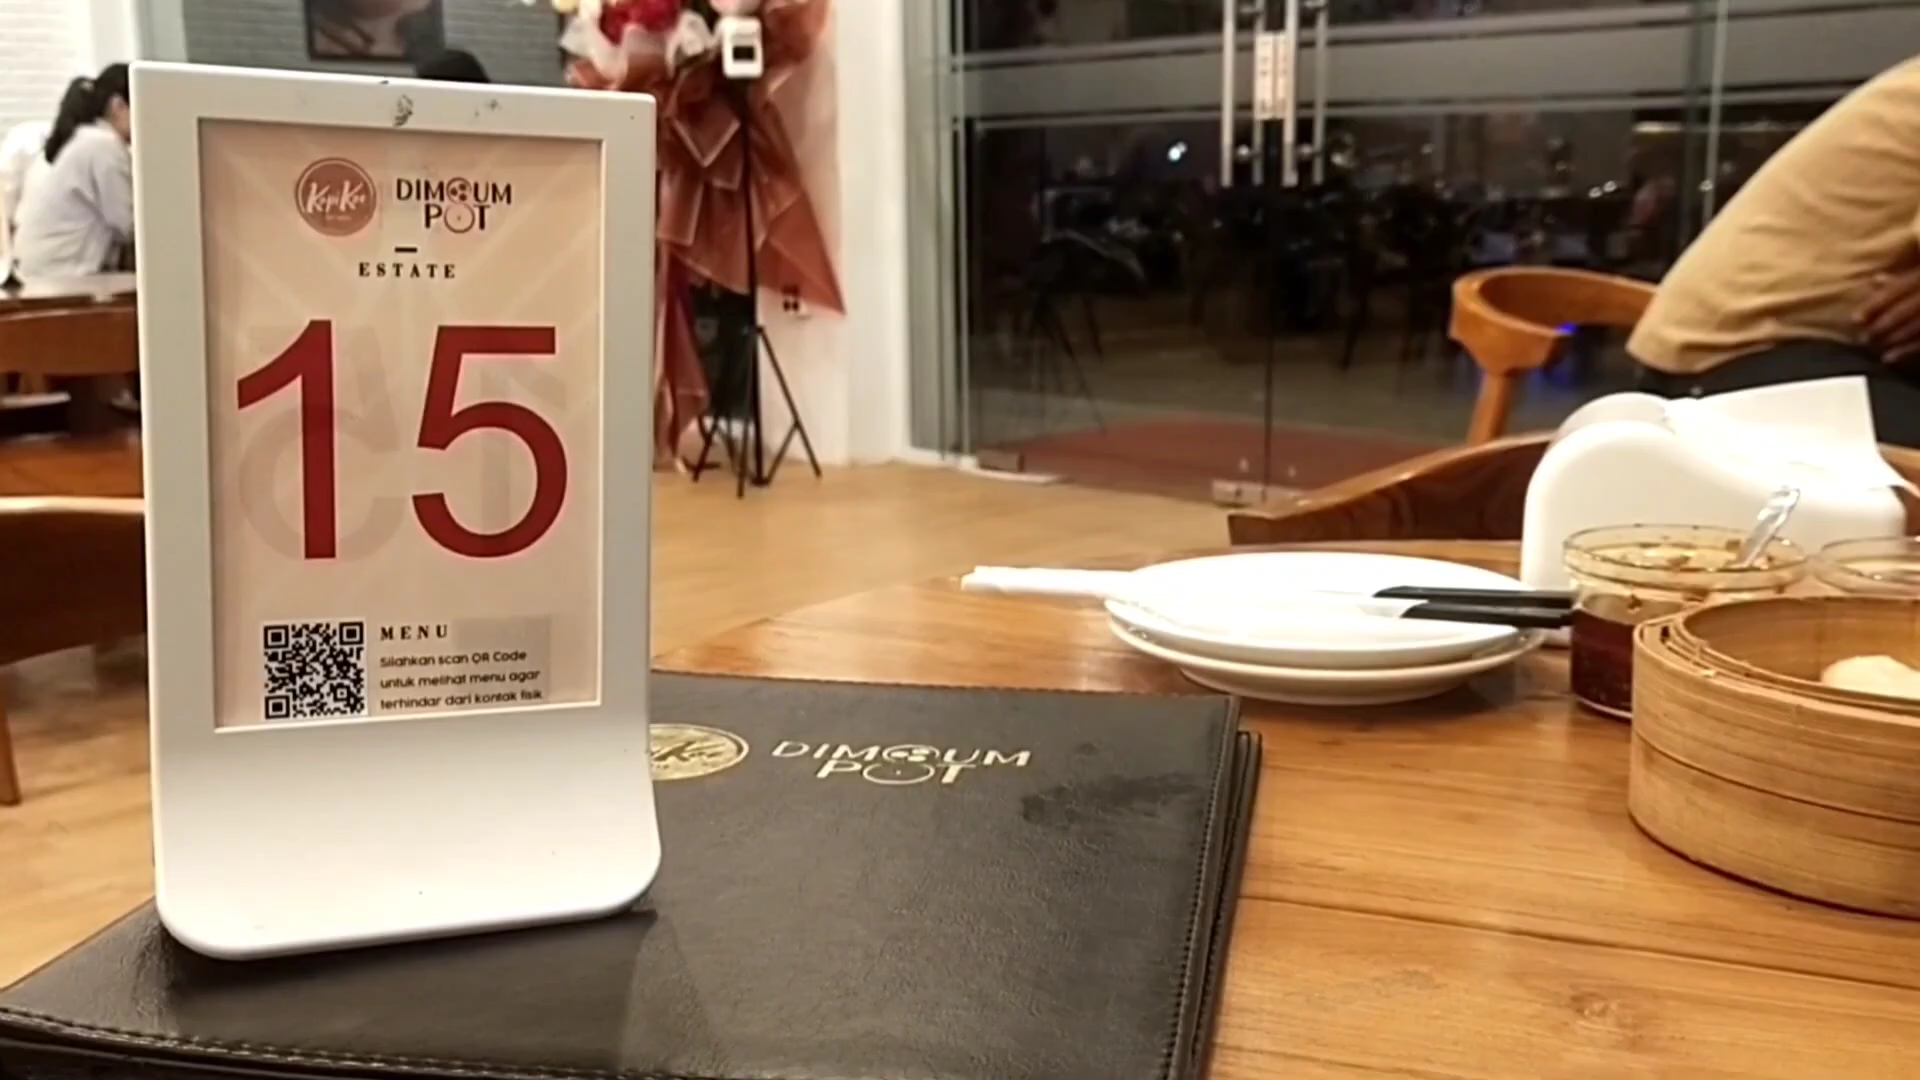 KopiKoe DIMSUM
POT
ESTATE
15
MENU
Silahkan scan QR Code
untuk melihat menu agar
terhindar dari kontak fisik
DIMSUM
POT